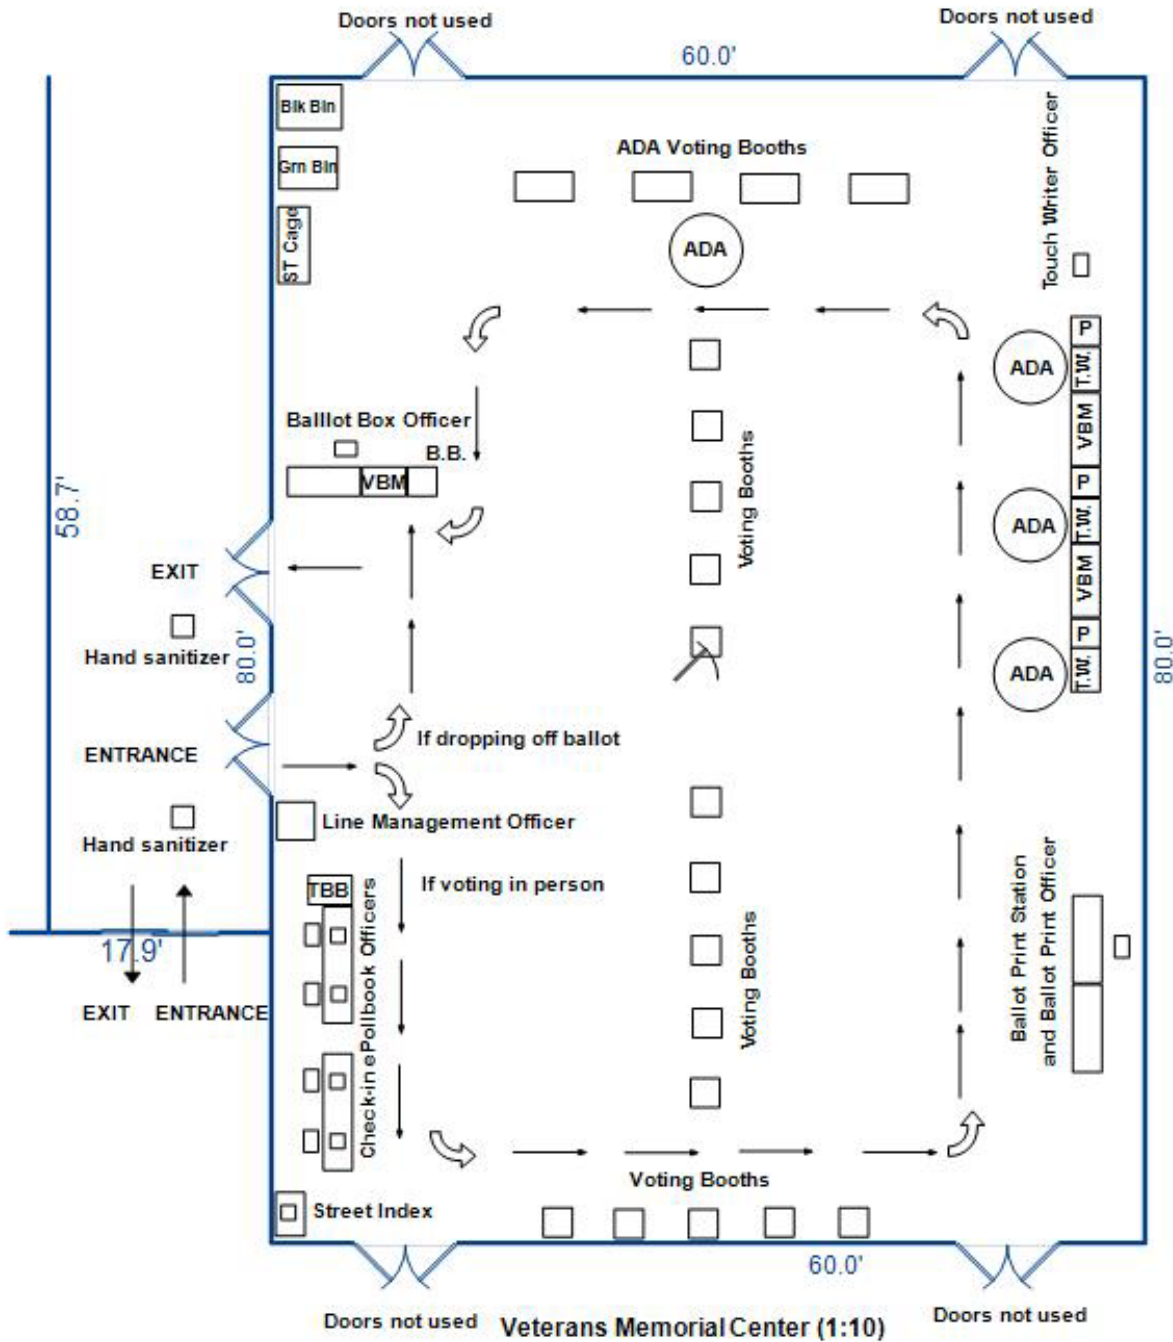 Doors not used
Doors not used
60.0'
Blk Bin
Grn Bin
ST Cage
ADA Voting Booths
ADA
Touch Writer Officer
P
T.W.
VBM
P
T.W.
VBM
P
T.W.
ADA
ADA
ADA
Balllot Box Officer
B.B.
VBM
Voting Booths
58.7'
EXIT
Hand sanitizer
80.0'
80.0'
ENTRANCE
If dropping off ballot
Hand sanitizer
Line Management Officer
If voting in person
TBB
Check-in ePollbook Officers
17.9'
EXIT
ENTRANCE
Voting Booths
Ballot Print Station
and Ballot Print Officer
Voting Booths
Street Index
60.0'
Doors not used
Doors not used
Veterans Memorial Center (1:10)